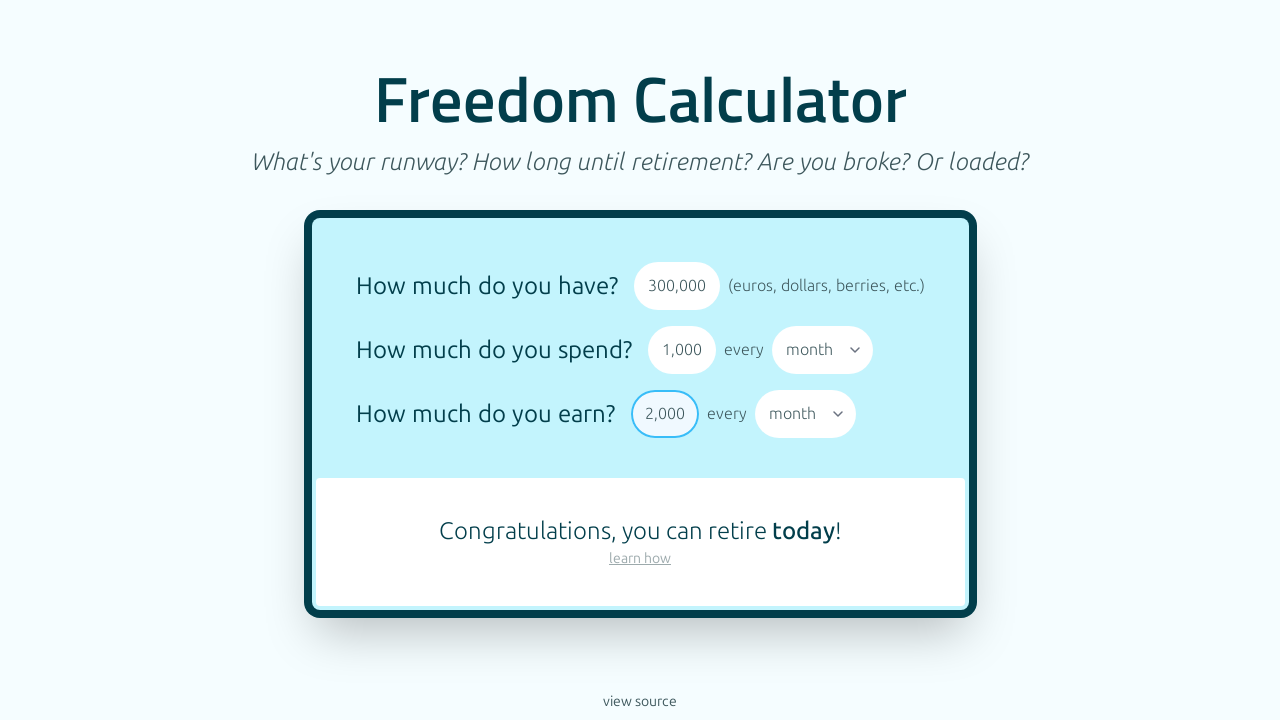 Freedom Calculator
What's your runway? How long until retirement? Are you broke? Or loaded?
How much do you have? 300,000 (euros, dollars, berries, etc.)
How much do you spend? 1,000 every month
How much do you earn? 2,000 every month
Congratulations, you can retire today!
learn how
view source